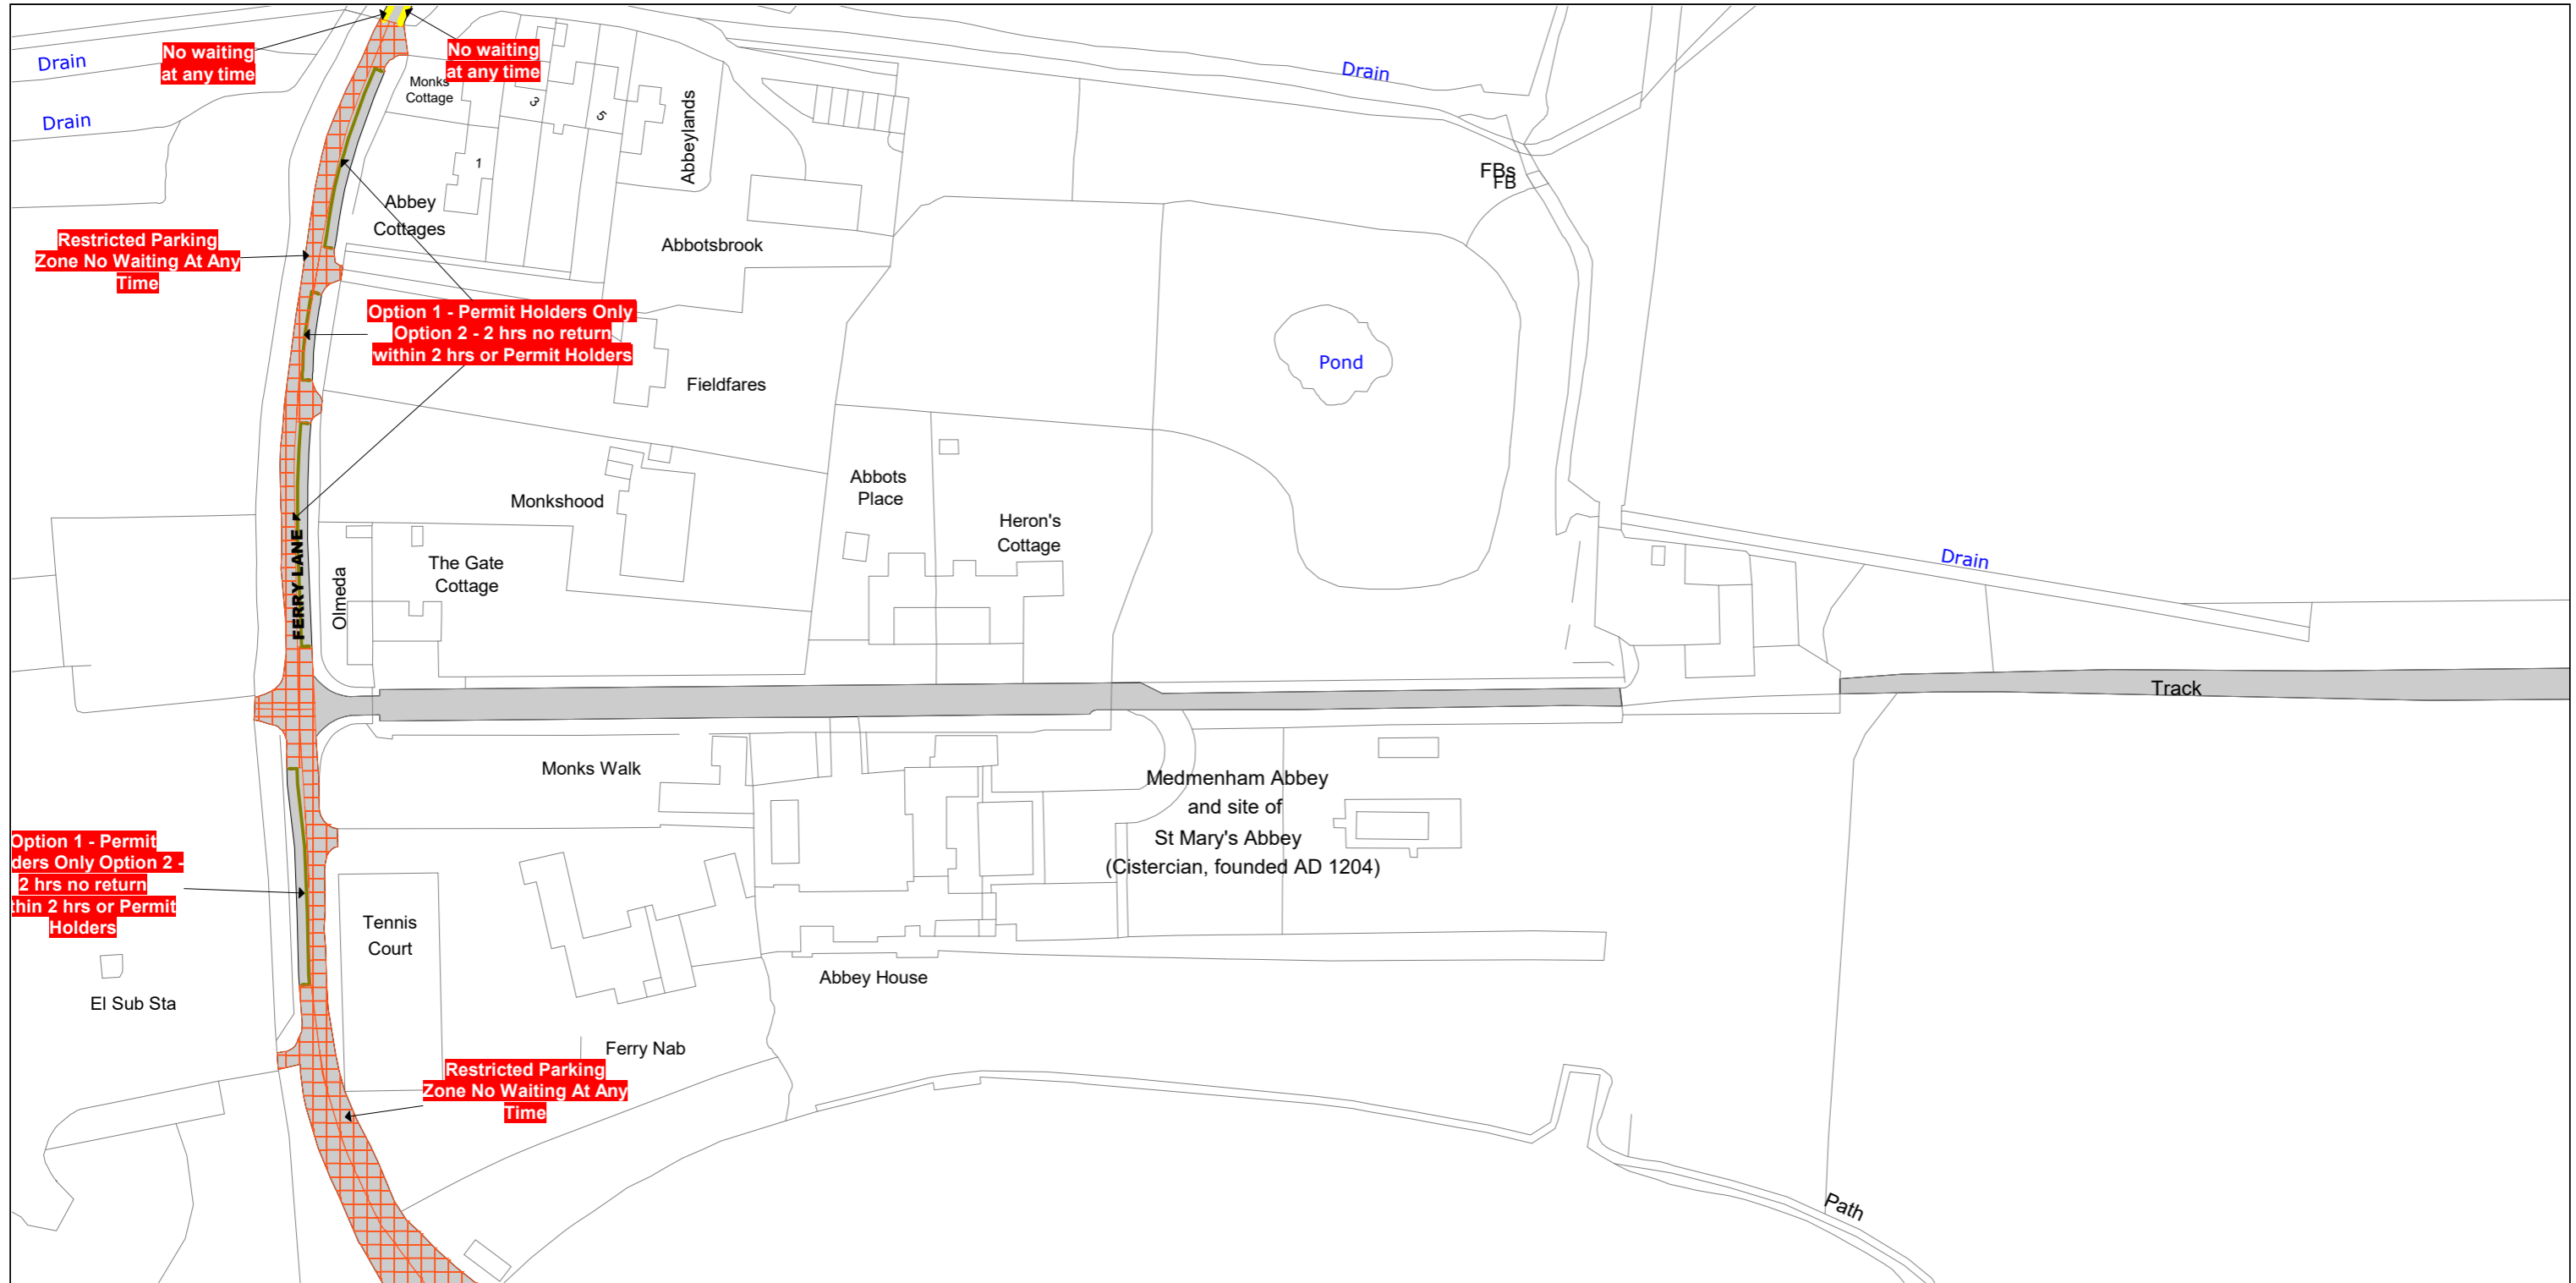 No waiting
at any time
No waiting
at any time
Drain
Drain
Drain
Monks
Cottage
3
5
1
Abbeylands
Abbey
Cottages
FBs
FB
Restricted Parking
Zone No Waiting At Any
Time
Abbotsbrook
Option 1 - Permit Holders Only
Option 2 - 2 hrs no return
within 2 hrs or Permit Holders
Pond
Fieldfares
Monkshood
Abbots
Place
Heron's
Cottage
FERRY LANE
Olmeda
The Gate
Cottage
Drain
Track
Monks Walk
Medmenham Abbey
and site of
St Mary's Abbey
(Cistercian, founded AD 1204)
Option 1 - Permit
ders Only Option 2 -
2 hrs no return
thin 2 hrs or Permit
Holders
Tennis
Court
Abbey House
El Sub Sta
Ferry Nab
Restricted Parking
Zone No Waiting At Any
Time
Path